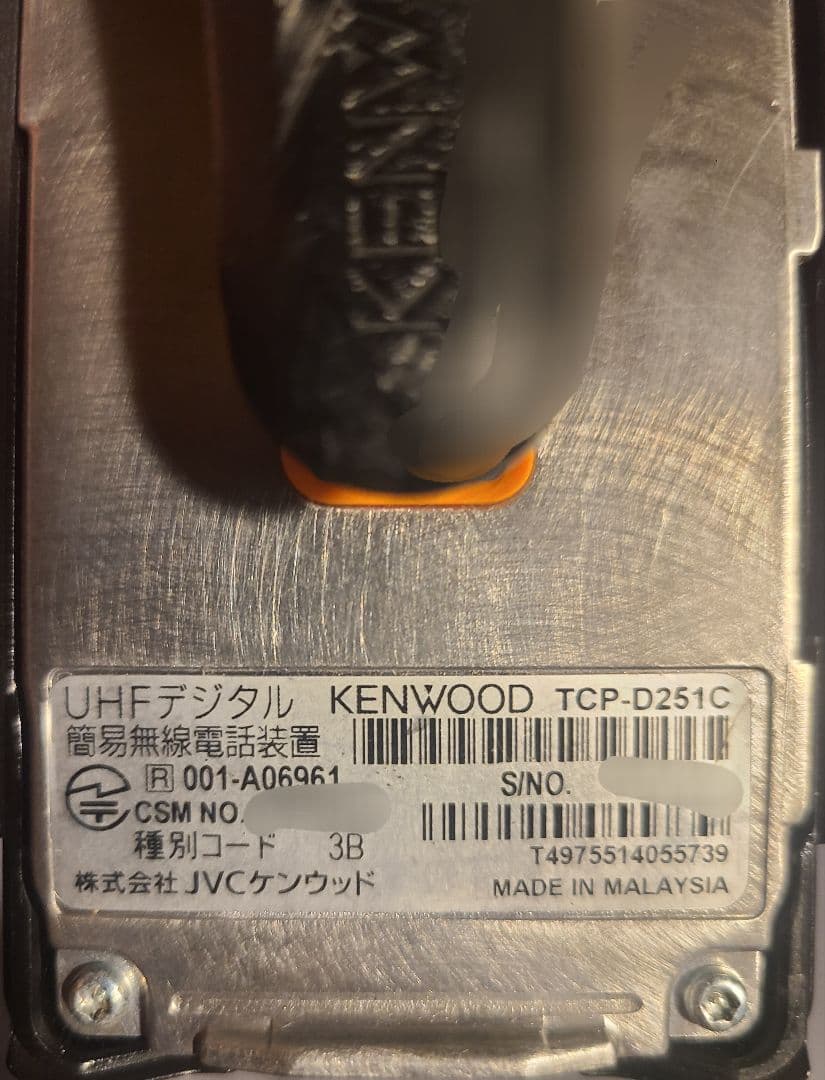 KENW
UHFデジタル KENWOOD TCP-D251C
簡易無線電話装置
R 001-A06961 S/NO.
CSM NO.
種別コード 3B T4975514055739
株式会社JVCケンウッド MADE IN MALAYSIA